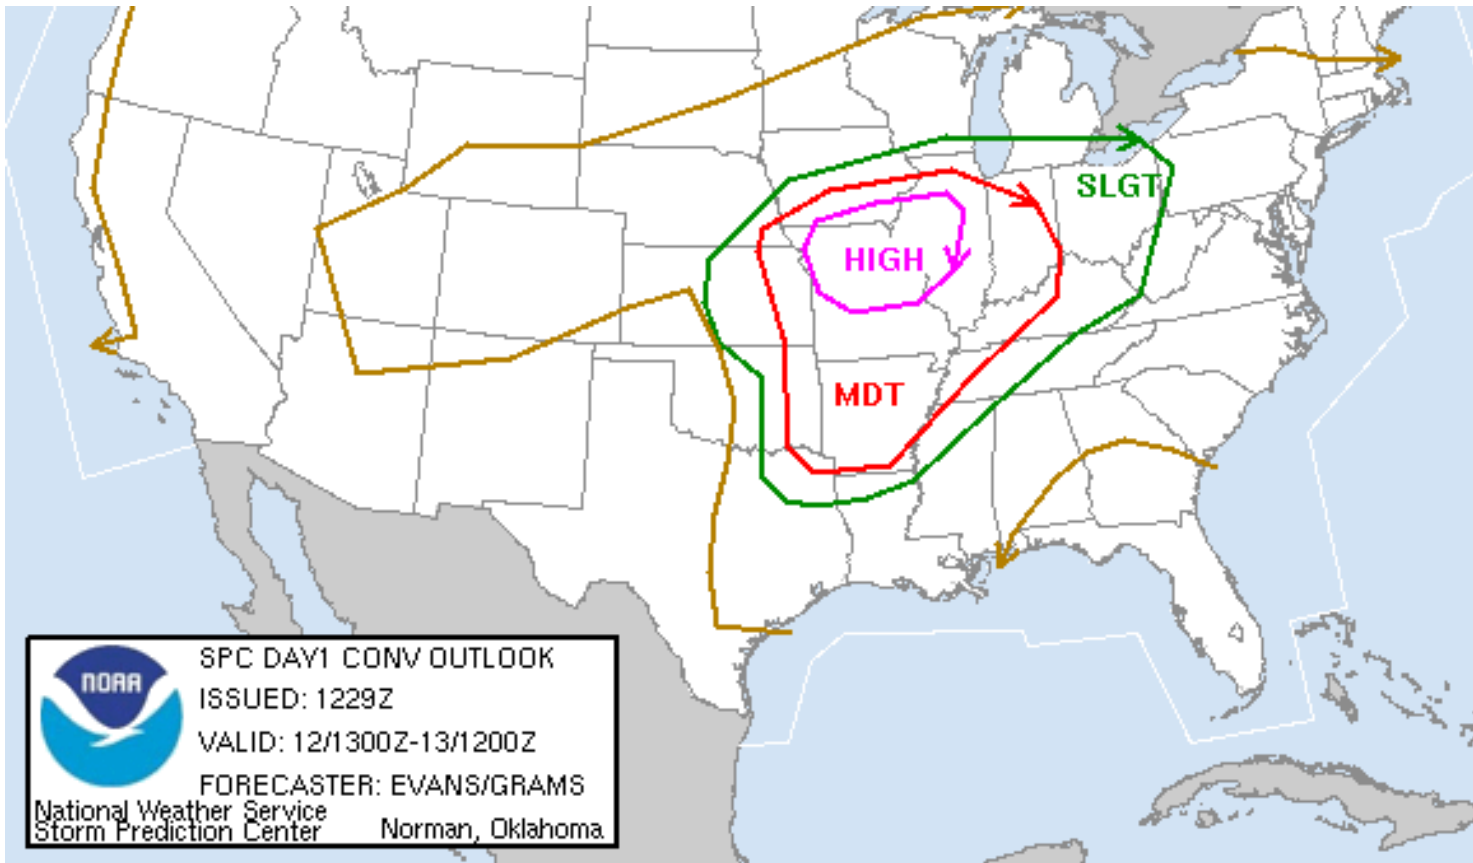 SLGT
HIGH
MDT
NOAA
SPC DAY1 CONV OUTLOOK
ISSUED: 1229Z
VALID: 12/1300Z-13/1200Z
FORECASTER: EVANS/GRAMS
National Weather Service
Storm Prediction Center Norman, Oklahoma